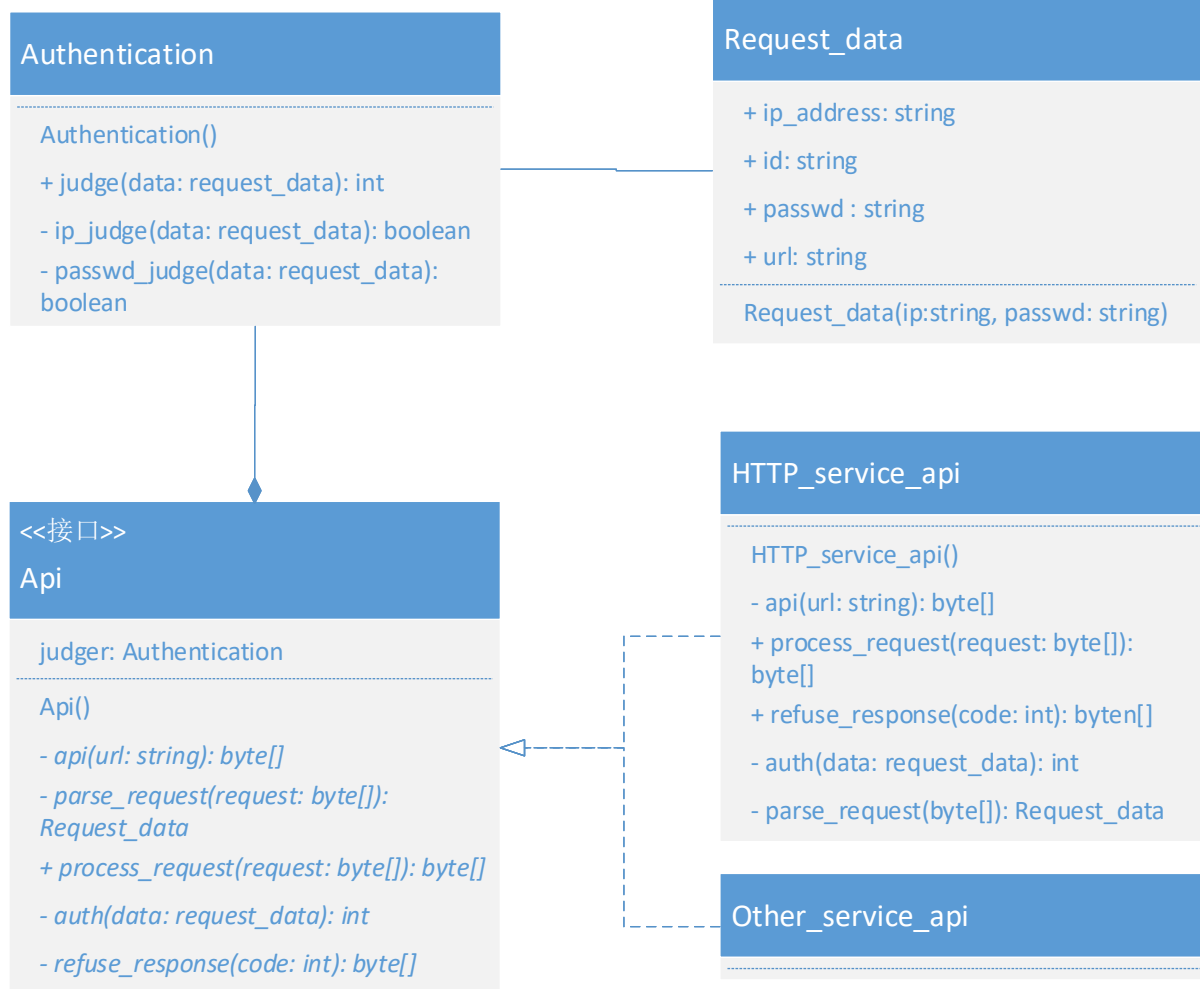 Authentication
Authentication()
+ judge(data: request_data): int
- ip_judge(data: request_data): boolean
- passwd_judge(data: request_data):
boolean
Request_data
+ ip_address: string
+ id: string
+ passwd : string
+ url: string
Request_data(ip:string, passwd: string)
<<接口>>
Api
judger: Authentication
Api()
- api(url: string): byte[]
- parse_request(request: byte[]):
Request_data
+ process_request(request: byte[]): byte[]
- auth(data: request_data): int
- refuse_response(code: int): byte[]
HTTP_service_api
HTTP_service_api()
- api(url: string): byte[]
+ process_request(request: byte[]):
byte[]
+ refuse_response(code: int): byten[]
- auth(data: request_data): int
- parse_request(byte[]): Request_data
Other_service_api